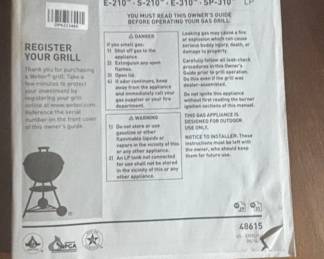 E-210 · S-210 · E-310 · SP-310 LP
YOU MUST READ THIS OWNER'S GUIDE
BEFORE OPERATING YOUR GAS GRILL
REGISTER
YOUR GRILL
Thank you for purchasing
a Weber® grill. Take a
few minutes to protect
your investment by
registering your grill
online at www.weber.com.
Reference the serial
number on the front cover
of this owner's guide.
⚠ DANGER
If you smell gas:
1) Shut off gas to the
appliance.
2) Extinguish any open
flames.
3) Open lid.
4) If odor continues, keep
away from the appliance
and immediately call your
gas supplier or your fire
department.
⚠ WARNING
1) Do not store or use
gasoline or other
flammable liquids or
vapors in the vicinity of this
or any other appliance.
2) An LP tank not connected
for use shall not be stored
in the vicinity of this or any
other appliance.
Leaking gas may cause a fire
or explosion which can cause
serious bodily injury, death, or
damage to property.
Carefully follow all leak-check
procedures in this Owner's
Guide prior to grill operation.
Do this even if the grill was
dealer-assembled.
Do not ignite this appliance
without first reading the burner
ignition sections of this manual.
THIS GAS APPLIANCE IS
DESIGNED FOR OUTDOOR
USE ONLY.
NOTICE TO INSTALLER: These
instructions must be left with
the owner, who should keep
them for future use.
HPCA
48615